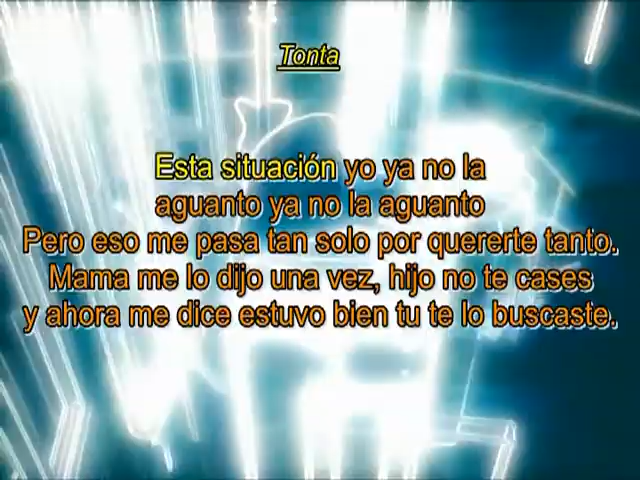 Tonta
Esta situación yo ya no la
aguanto ya no la aguanto
Pero eso me pasa tan solo por quererte tanto.
Mama me lo dijo una vez, hijo no te cases
y ahora me dice estuvo bien tu te lo buscaste.